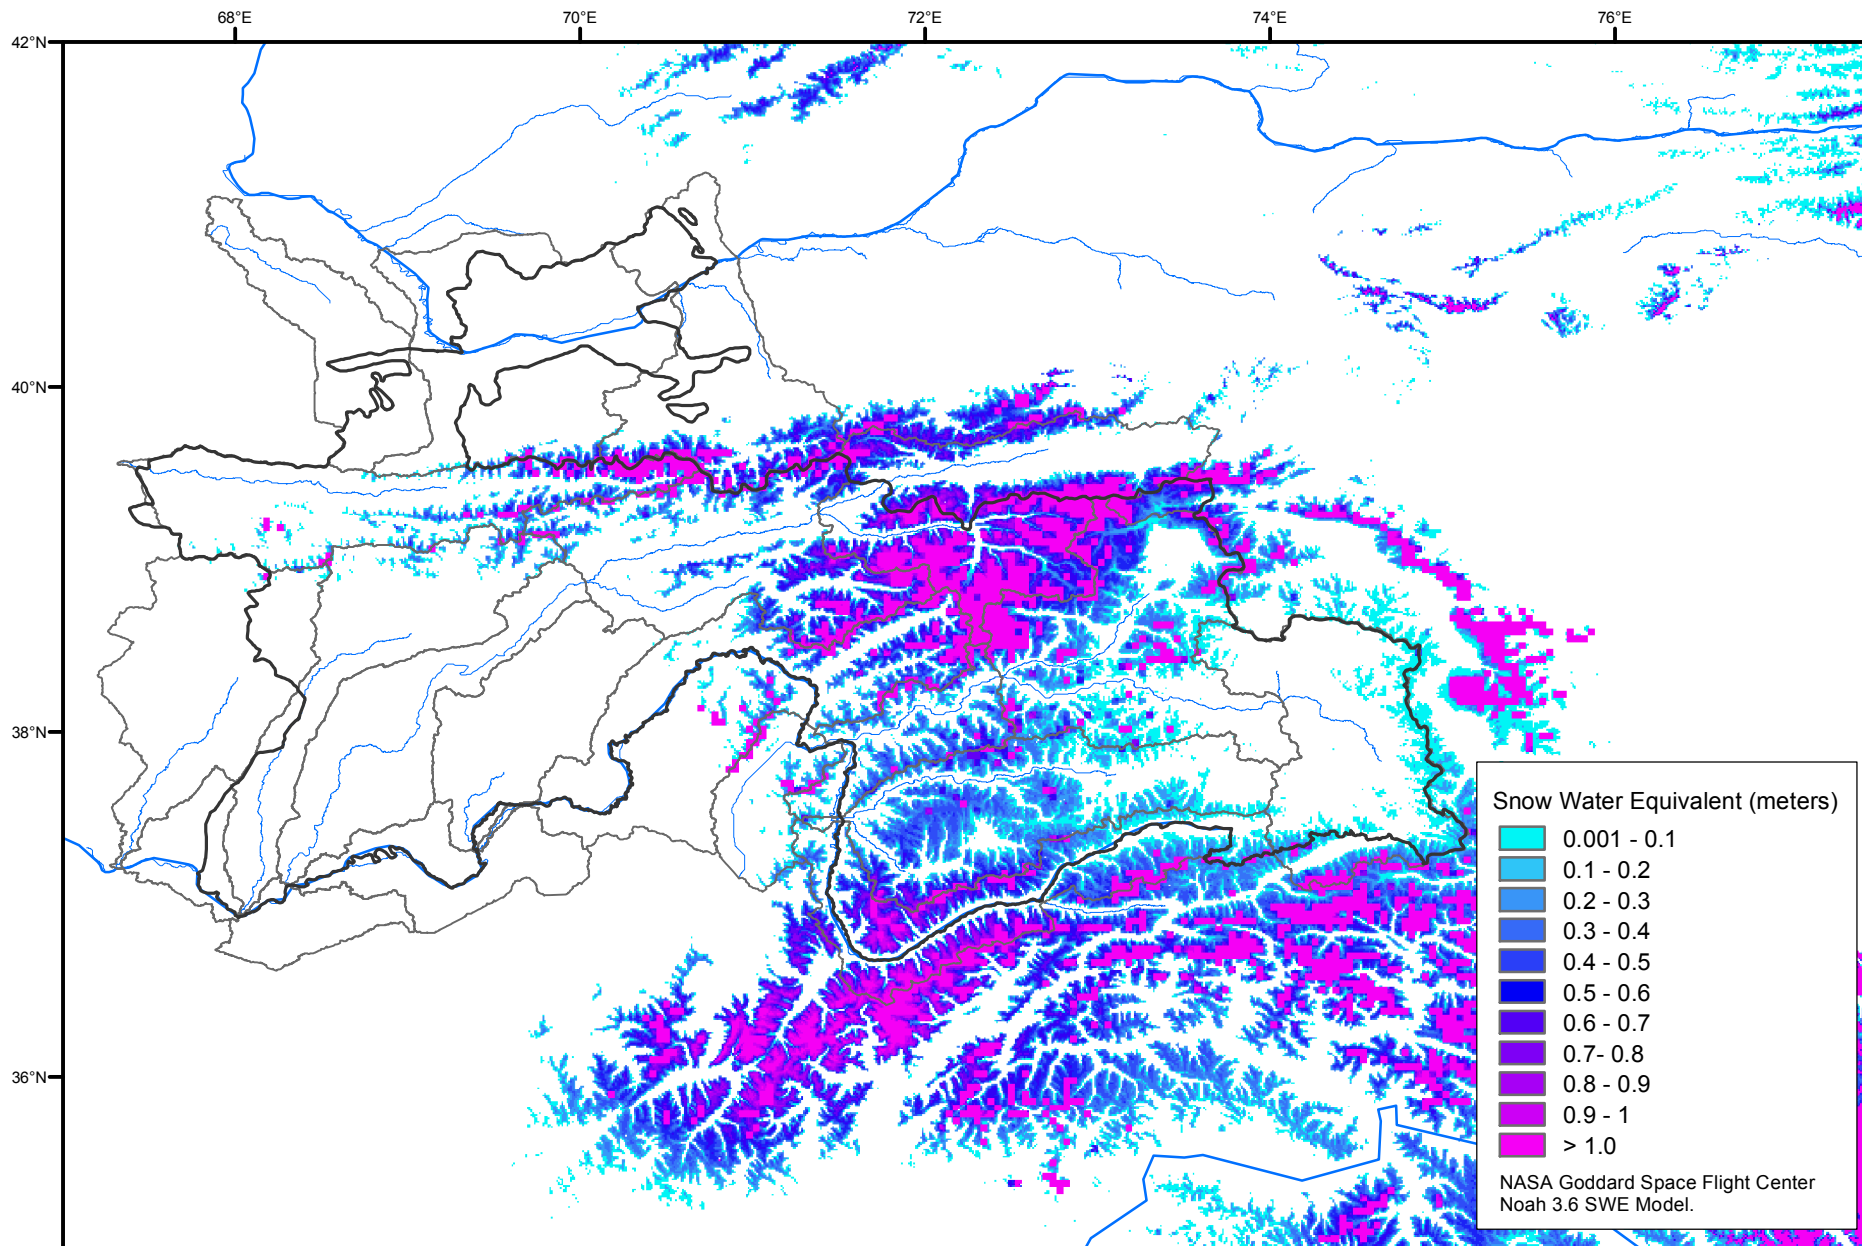 68°E
70°E
72°E
74°E
76°E
42°N
40°N
38°N
36°N
Snow Water Equivalent (meters)
0.001 - 0.1
0.1 - 0.2
0.2 - 0.3
0.3 - 0.4
0.4 - 0.5
0.5 - 0.6
0.6 - 0.7
0.7- 0.8
0.8 - 0.9
0.9 - 1
> 1.0
NASA Goddard Space Flight Center
Noah 3.6 SWE Model.